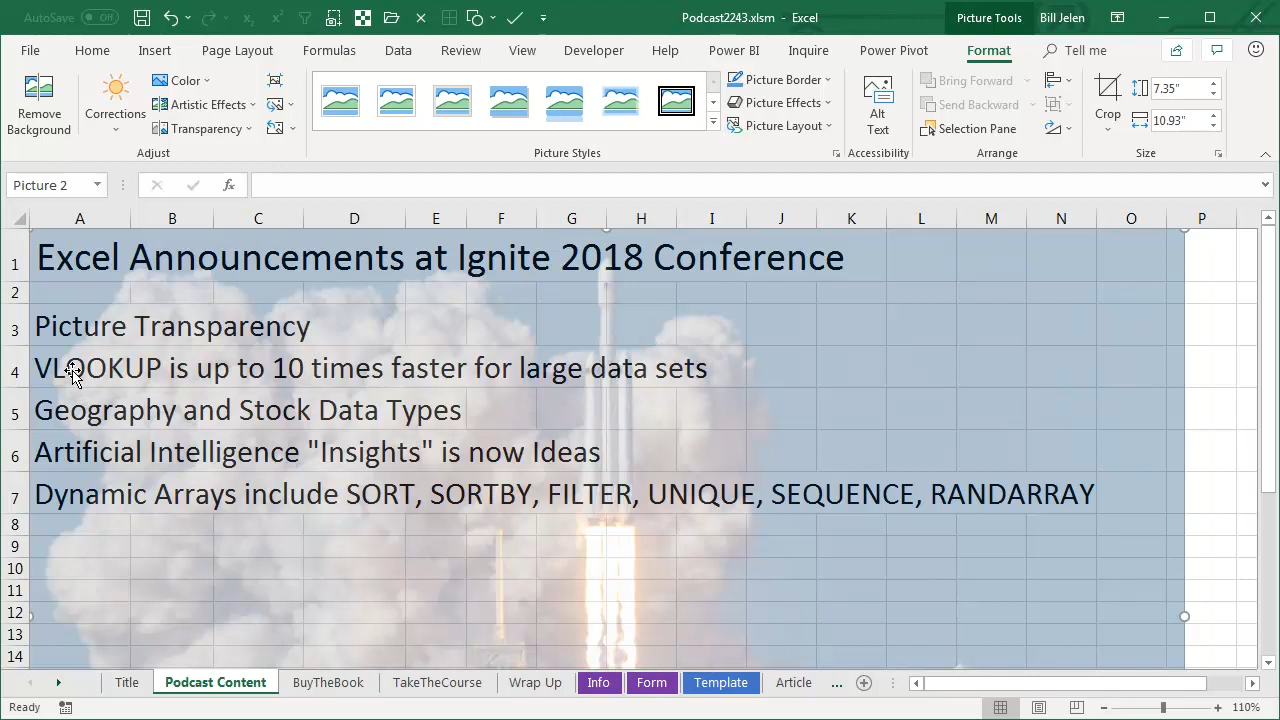 AutoSave Off
Podcast2243.xlsm - Excel
Picture Tools
Bill Jelen
File Home Insert Page Layout Formulas Data Review View Developer Help Power BI Inquire Power Pivot Format Tell me
Remove Background
Corrections
Color
Artistic Effects
Transparency
Adjust
Picture Styles
Picture Border
Picture Effects
Picture Layout
Alt Text
Accessibility
Bring Forward
Send Backward
Selection Pane
Arrange
Crop
7.35"
10.93"
Size
Picture 2
fx
A B C D E F G H I J K L M N O P
1 Excel Announcements at Ignite 2018 Conference
2
3 Picture Transparency
4 VLOOKUP is up to 10 times faster for large data sets
5 Geography and Stock Data Types
6 Artificial Intelligence "Insights" is now Ideas
7 Dynamic Arrays include SORT, SORTBY, FILTER, UNIQUE, SEQUENCE, RANDARRAY
8
9
10
11
12
13
14
Title Podcast Content BuyTheBook TakeTheCourse Wrap Up Info Form Template Article ...
Ready
110%